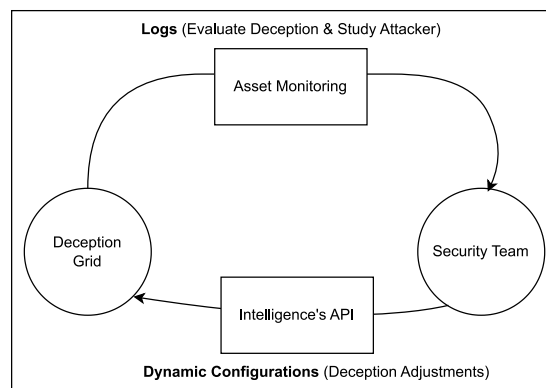 Logs (Evaluate Deception & Study Attacker)
Asset Monitoring
Deception
Grid
Security Team
Intelligence's API
Dynamic Configurations (Deception Adjustments)